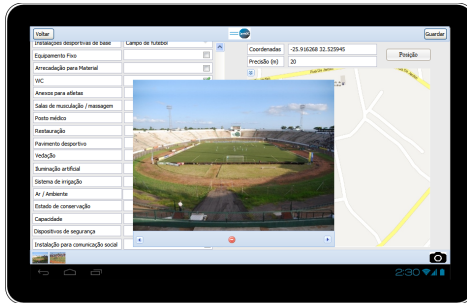 Voltar
Guardar
Instalações desportivas de base
Campo de futebol
Equipamento Fixo
Arrecadação para Material
WC
Anexos para atletas
Salas de musculação / massagem
Posto médico
Restauração
Pavimento desportivo
Vedação
Iluminação artificial
Sistema de irrigação
Ar / Ambiente
Estado de conservação
Capacidade
Dispositivos de segurança
Instalação para comunicação social
Coordenadas
-25.916268 32.525945
Precisão (m)
20
Posição
2:30